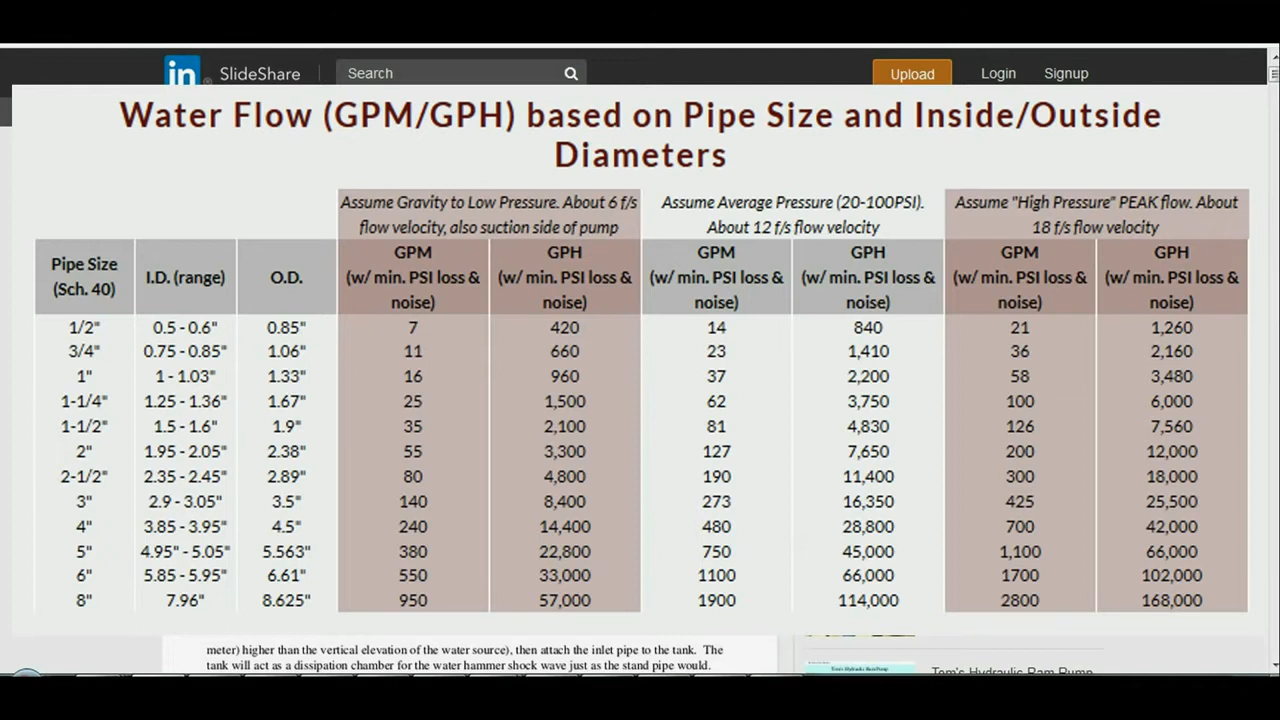 in® SlideShare Search Upload Login Signup
Water Flow (GPM/GPH) based on Pipe Size and Inside/Outside
Diameters
Assume Gravity to Low Pressure. About 6 f/s Assume Average Pressure (20-100PSI). Assume "High Pressure" PEAK flow. About
flow velocity, also suction side of pump About 12 f/s flow velocity 18 f/s flow velocity
GPM GPH GPM GPH GPM GPH
Pipe Size
(Sch. 40) I.D. (range) O.D. (w/ min. PSI loss & (w/ min. PSI loss & (w/ min. PSI loss & (w/ min. PSI loss & (w/ min. PSI loss & (w/ min. PSI loss &
noise) noise) noise) noise) noise) noise)
1/2" 0.5 - 0.6" 0.85" 7 420 14 840 21 1,260
3/4" 0.75 - 0.85" 1.06" 11 660 23 1,410 36 2,160
1" 1 - 1.03" 1.33" 16 960 37 2,200 58 3,480
1-1/4" 1.25 - 1.36" 1.67" 25 1,500 62 3,750 100 6,000
1-1/2" 1.5 - 1.6" 1.9" 35 2,100 81 4,830 126 7,560
2" 1.95 - 2.05" 2.38" 55 3,300 127 7,650 200 12,000
2-1/2" 2.35 - 2.45" 2.89" 80 4,800 190 11,400 300 18,000
3" 2.9 - 3.05" 3.5" 140 8,400 273 16,350 425 25,500
4" 3.85 - 3.95" 4.5" 240 14,400 480 28,800 700 42,000
5" 4.95" - 5.05" 5.563" 380 22,800 750 45,000 1,100 66,000
6" 5.85 - 5.95" 6.61" 550 33,000 1100 66,000 1700 102,000
8" 7.96" 8.625" 950 57,000 1900 114,000 2800 168,000
meter) higher than the vertical elevation of the water source), then attach the inlet pipe to the tank. The
tank will act as a dissipation chamber for the water hammer shock wave just as the stand pipe would.
Tom's Hydraulic Ram Pump
Tom's Hydraulic Ram Pump